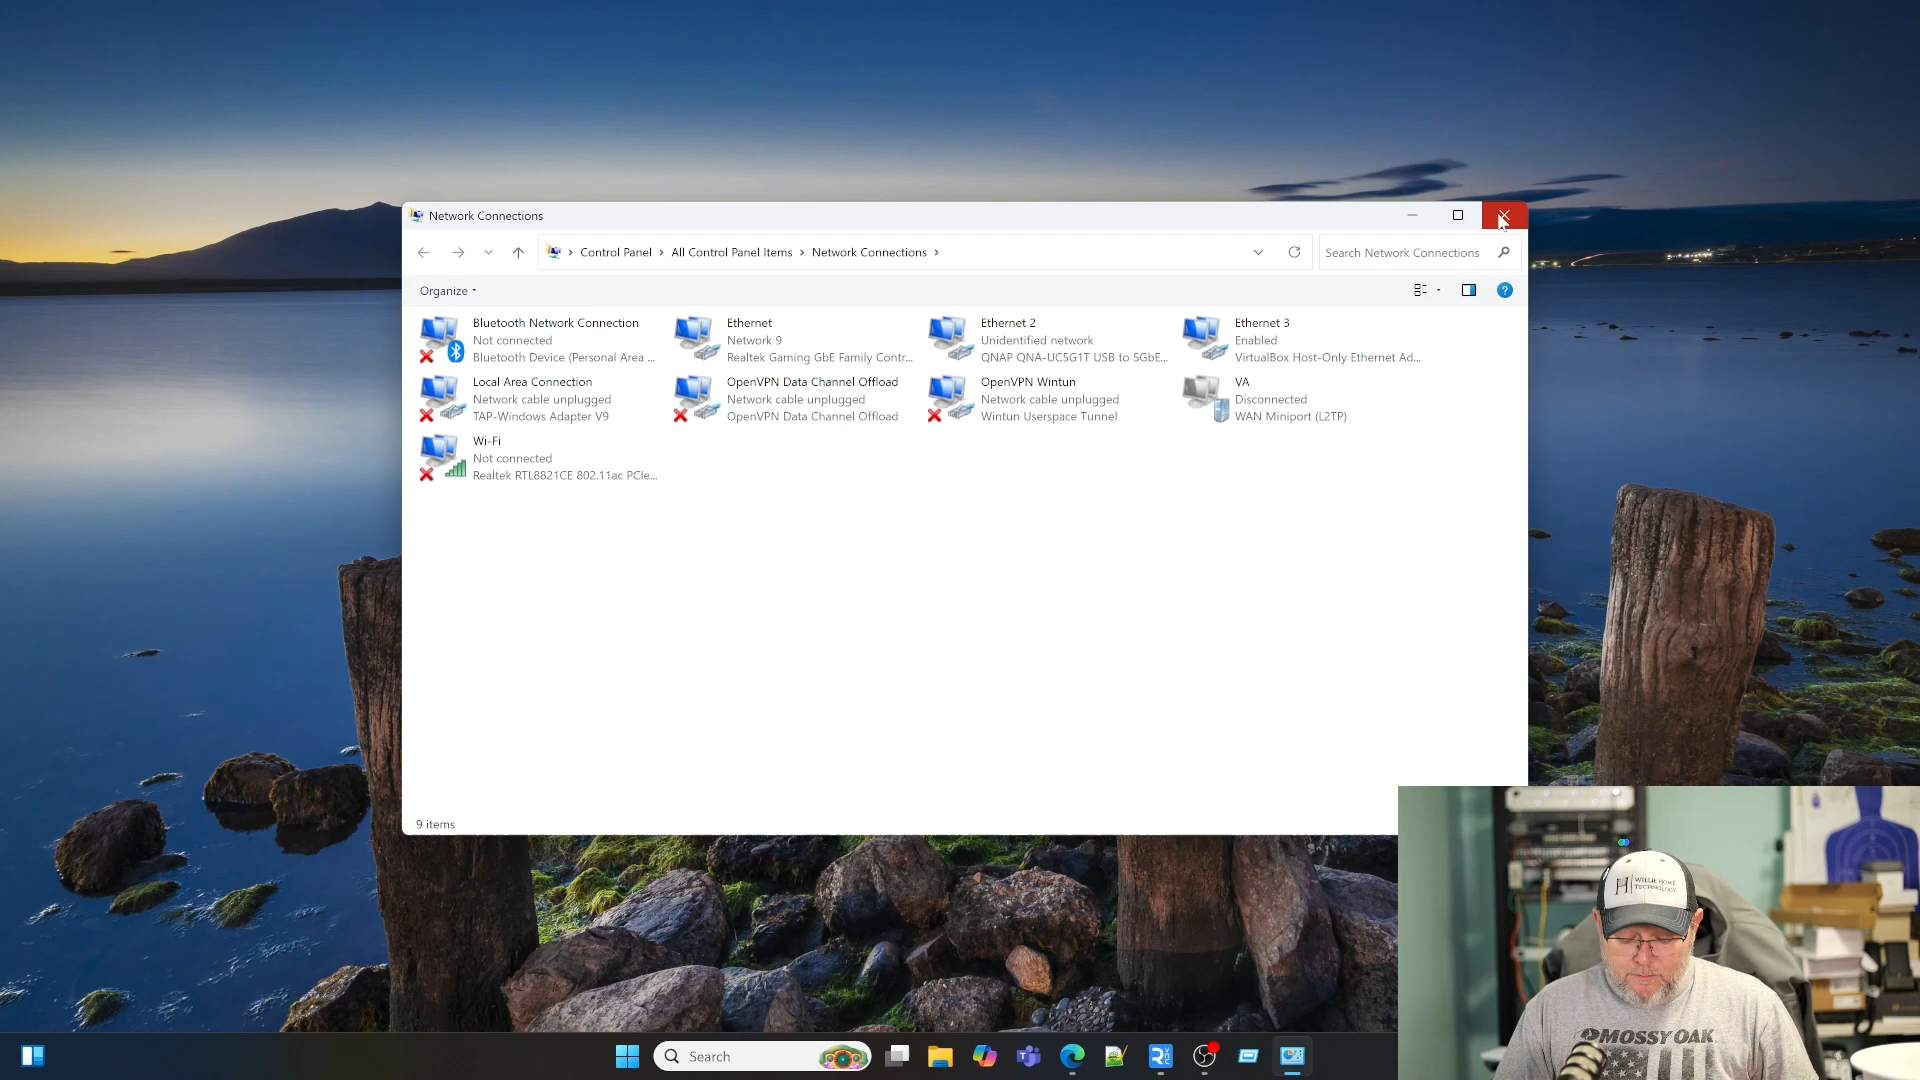 Network Connections
Control Panel > All Control Panel Items > Network Connections >
Search Network Connections
Organize
Bluetooth Network Connection
Not connected
Bluetooth Device (Personal Area ...
Ethernet
Network 9
Realtek Gaming GbE Family Contr...
Ethernet 2
Unidentified network
QNAP QNA-UC5G1T USB to 5GbE...
Ethernet 3
Enabled
VirtualBox Host-Only Ethernet Ad...
Local Area Connection
Network cable unplugged
TAP-Windows Adapter V9
OpenVPN Data Channel Offload
Network cable unplugged
OpenVPN Data Channel Offload
OpenVPN Wintun
Network cable unplugged
Wintun Userspace Tunnel
VA
Disconnected
WAN Miniport (L2TP)
Wi-Fi
Not connected
Realtek RTL8821CE 802.11ac PCIe...
9 items
WILLIE HOWE
TECHNOLOGY
MOSSY OAK
Search